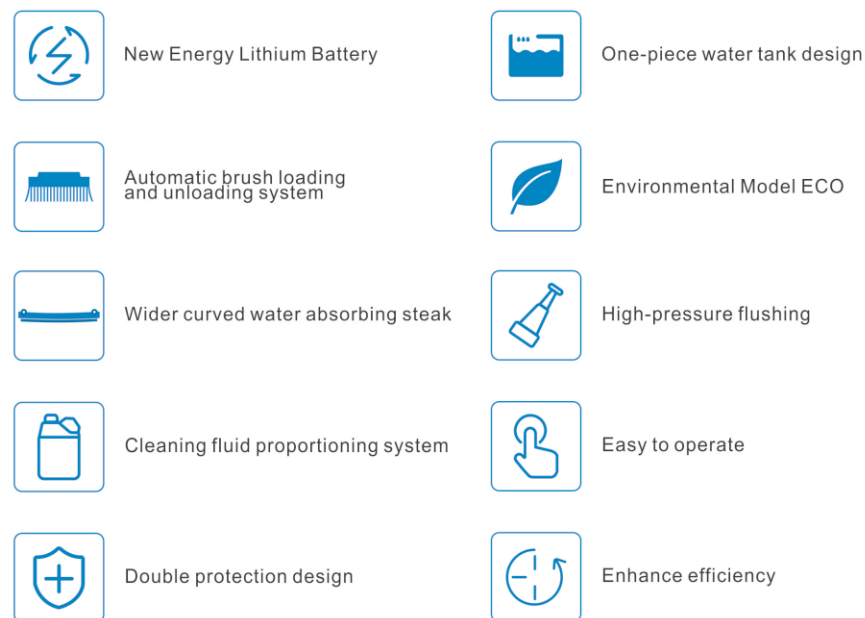 New Energy Lithium Battery
One-piece water tank design
Automatic brush loading
and unloading system
Environmental Model ECO
Wider curved water absorbing steak
High-pressure flushing
Cleaning fluid proportioning system
Easy to operate
Double protection design
Enhance efficiency